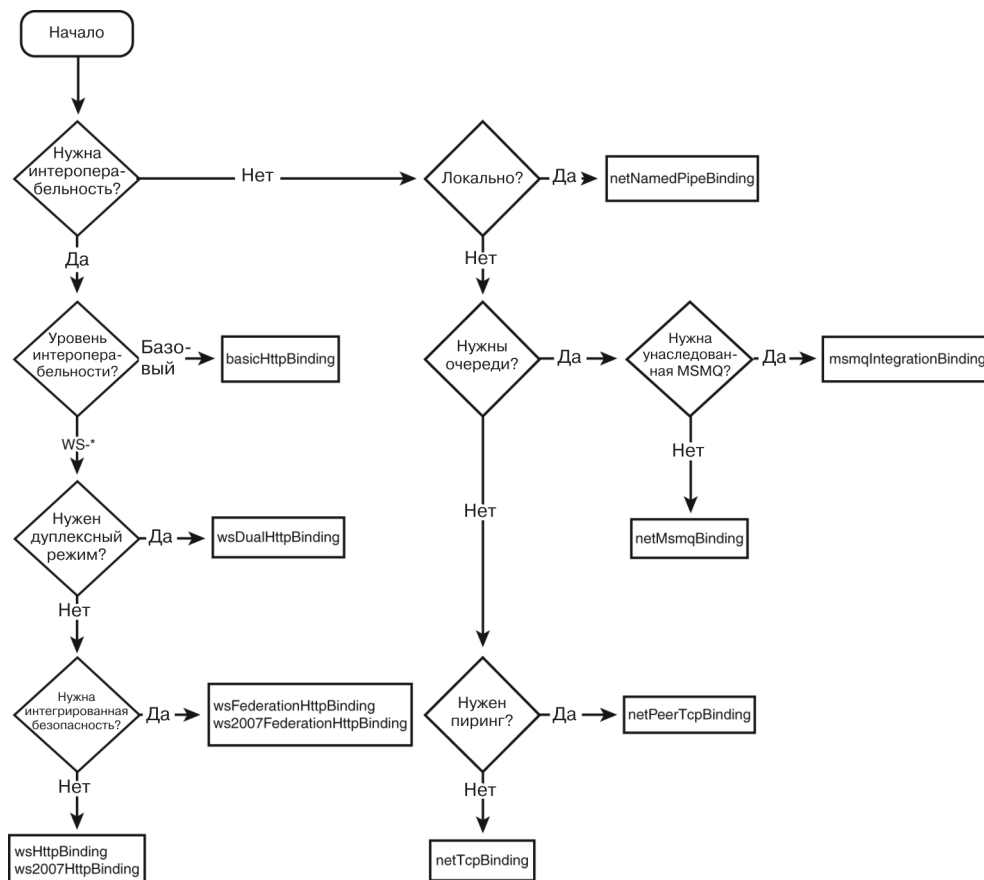 Начало
Нужна
интеропера-
бельность?
Нет
Локально?
Да
netNamedPipeBinding
Да
Нет
Уровень
интеропера-
бельности?
Базо-
вый
basicHttpBinding
Нужны
очереди?
Да
Нужна
унаследован-
ная MSMQ?
Да
msmqIntegrationBinding
WS-*
Нет
Нет
Нужен
дуплексный
режим?
Да
wsDualHttpBinding
netMsmqBinding
Нет
Нужна
интегрированная
безопасность?
Да
wsFederationHttpBinding
ws2007FederationHttpBinding
Нужен
пиринг?
Да
netPeerTcpBinding
Нет
Нет
wsHttpBinding
ws2007HttpBinding
netTcpBinding